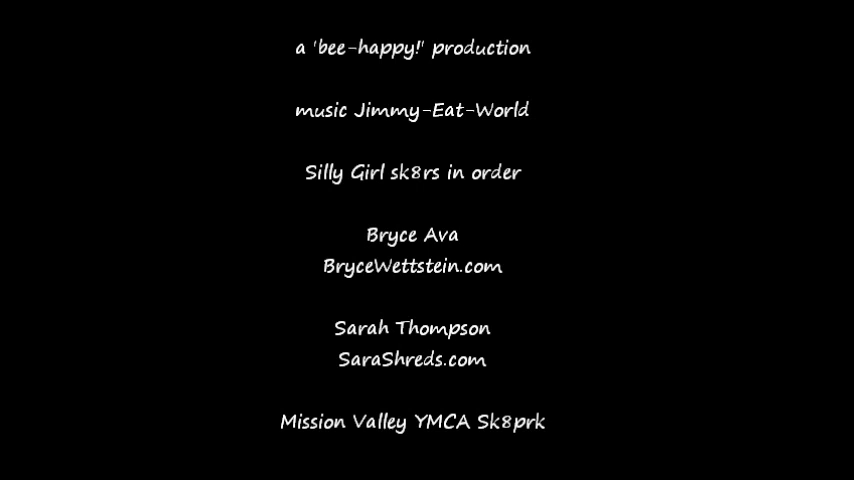 a 'bee-happy!' production
music Jimmy-Eat-World
Silly Girl sk8rs in order
Bryce Ava
BryceWettstein.com
Sarah Thompson
SaraShreds.com
Mission Valley YMCA Sk8prk